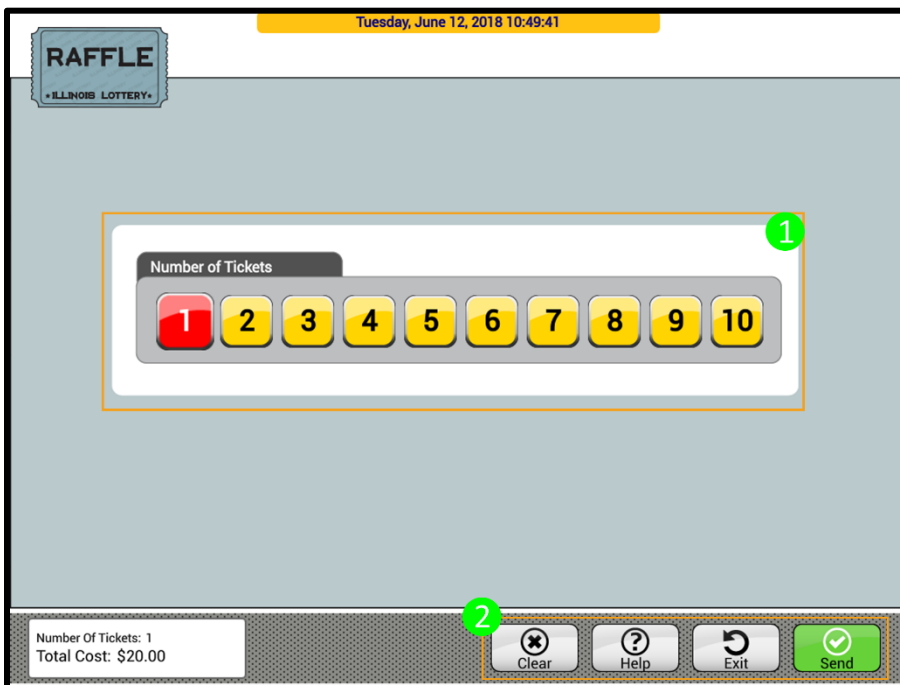 Tuesday, June 12, 2018 10:49:41
RAFFLE
★ILLINOIS LOTTERY★
1
Number of Tickets
1 2 3 4 5 6 7 8 9 10
2
Number Of Tickets: 1
Total Cost: $20.00
Clear Help Exit Send